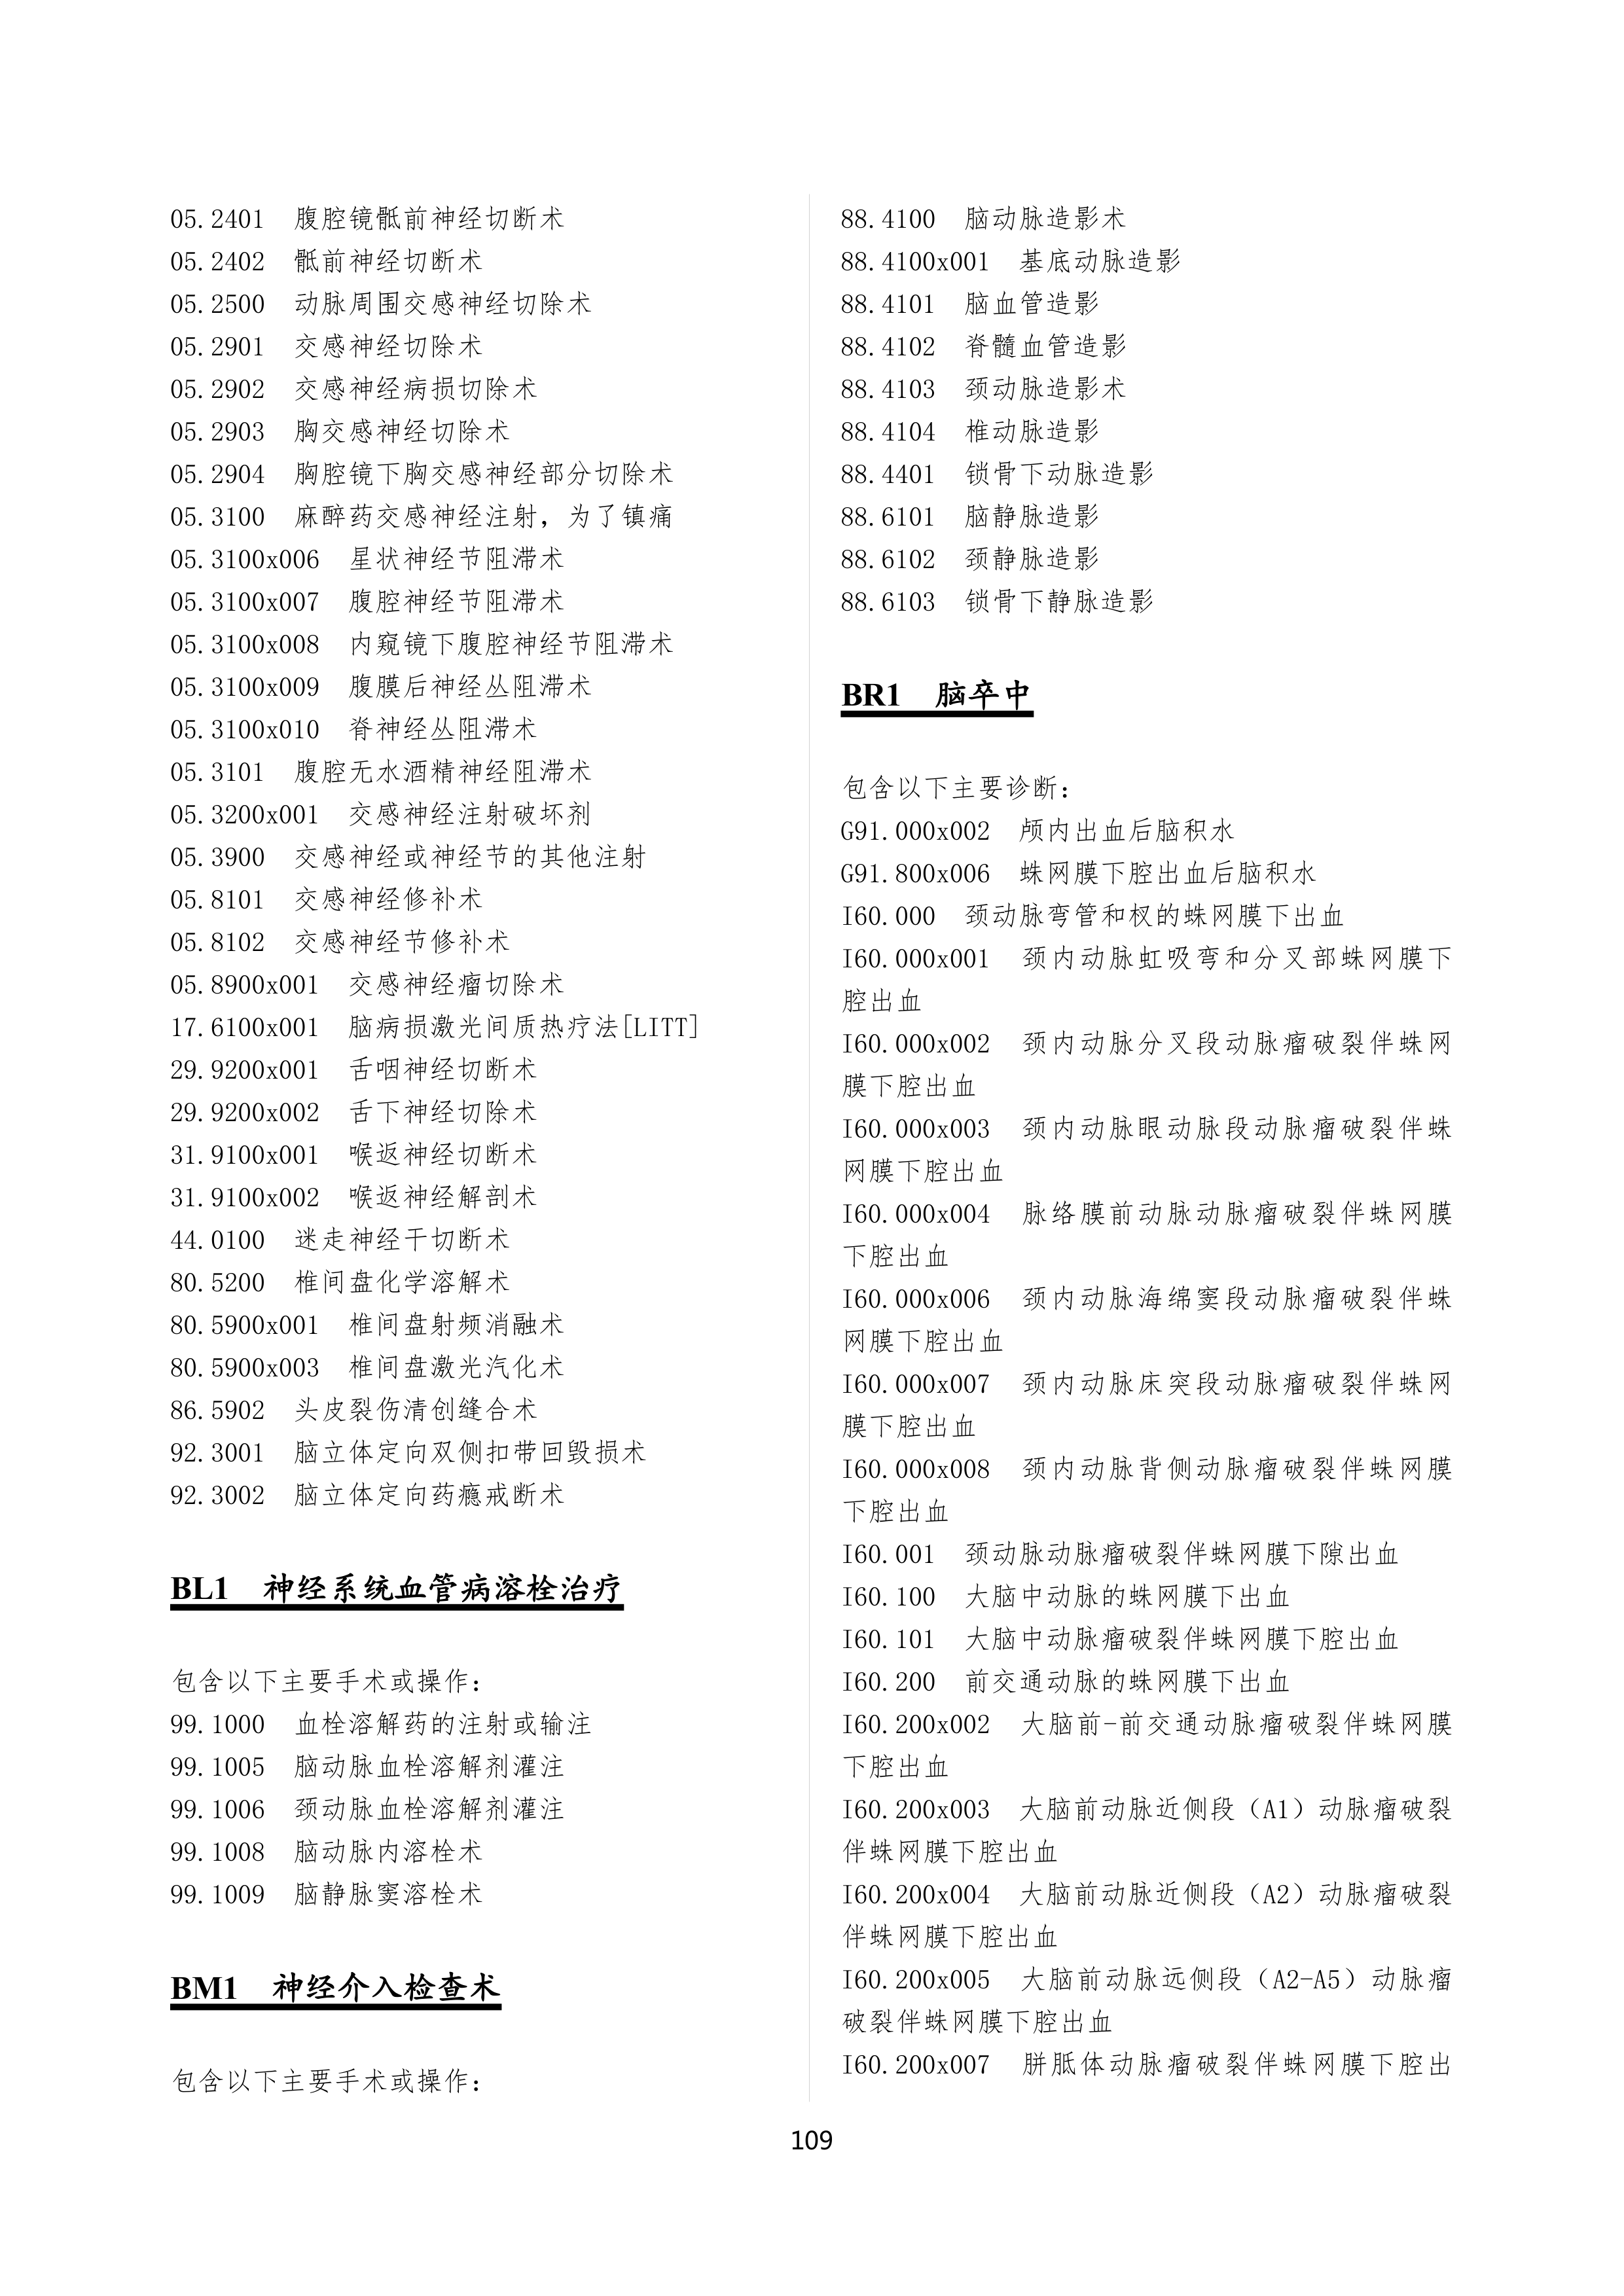 05.2401 腹腔镜骶前神经切断术
05.2402 骶前神经切断术
05.2500 动脉周围交感神经切除术
05.2901 交感神经切除术
05.2902 交感神经病损切除术
05.2903 胸交感神经切除术
05.2904 胸腔镜下胸交感神经部分切除术
05.3100 麻醉药交感神经注射，为了镇痛
05.3100x006 星状神经节阻滞术
05.3100x007 腹腔神经节阻滞术
05.3100x008 内窥镜下腹腔神经节阻滞术
05.3100x009 腹膜后神经丛阻滞术
05.3100x010 脊神经丛阻滞术
05.3101 腹腔无水酒精神经阻滞术
05.3200x001 交感神经注射破坏剂
05.3900 交感神经或神经节的其他注射
05.8101 交感神经修补术
05.8102 交感神经节修补术
05.8900x001 交感神经瘤切除术
17.6100x001 脑病损激光间质热疗法[LITT]
29.9200x001 舌咽神经切断术
29.9200x002 舌下神经切除术
31.9100x001 喉返神经切断术
31.9100x002 喉返神经解剖术
44.0100 迷走神经干切断术
80.5200 椎间盘化学溶解术
80.5900x001 椎间盘射频消融术
80.5900x003 椎间盘激光汽化术
86.5902 头皮裂伤清创缝合术
92.3001 脑立体定向双侧扣带回毁损术
92.3002 脑立体定向药瘾戒断术
BL1 神经系统血管病溶栓治疗
包含以下主要手术或操作：
99.1000 血栓溶解药的注射或输注
99.1005 脑动脉血栓溶解剂灌注
99.1006 颈动脉血栓溶解剂灌注
99.1008 脑动脉内溶栓术
99.1009 脑静脉窦溶栓术
BM1 神经介入检查术
包含以下主要手术或操作：
88.4100 脑动脉造影术
88.4100x001 基底动脉造影
88.4101 脑血管造影
88.4102 脊髓血管造影
88.4103 颈动脉造影术
88.4104 椎动脉造影
88.4401 锁骨下动脉造影
88.6101 脑静脉造影
88.6102 颈静脉造影
88.6103 锁骨下静脉造影
BR1 脑卒中
包含以下主要诊断：
G91.000x002 颅内出血后脑积水
G91.800x006 蛛网膜下腔出血后脑积水
I60.000 颈动脉弯管和杈的蛛网膜下出血
I60.000x001 颈内动脉虹吸弯和分叉部蛛网膜下
腔出血
I60.000x002 颈内动脉分叉段动脉瘤破裂伴蛛网
膜下腔出血
I60.000x003 颈内动脉眼动脉段动脉瘤破裂伴蛛
网膜下腔出血
I60.000x004 脉络膜前动脉动脉瘤破裂伴蛛网膜
下腔出血
I60.000x006 颈内动脉海绵窦段动脉瘤破裂伴蛛
网膜下腔出血
I60.000x007 颈内动脉床突段动脉瘤破裂伴蛛网
膜下腔出血
I60.000x008 颈内动脉背侧动脉瘤破裂伴蛛网膜
下腔出血
I60.001 颈动脉动脉瘤破裂伴蛛网膜下隙出血
I60.100 大脑中动脉的蛛网膜下出血
I60.101 大脑中动脉瘤破裂伴蛛网膜下腔出血
I60.200 前交通动脉的蛛网膜下出血
I60.200x002 大脑前-前交通动脉瘤破裂伴蛛网膜
下腔出血
I60.200x003 大脑前动脉近侧段（A1）动脉瘤破裂
伴蛛网膜下腔出血
I60.200x004 大脑前动脉近侧段（A2）动脉瘤破裂
伴蛛网膜下腔出血
I60.200x005 大脑前动脉远侧段（A2-A5）动脉瘤
破裂伴蛛网膜下腔出血
I60.200x007 胼胝体动脉瘤破裂伴蛛网膜下腔出
109